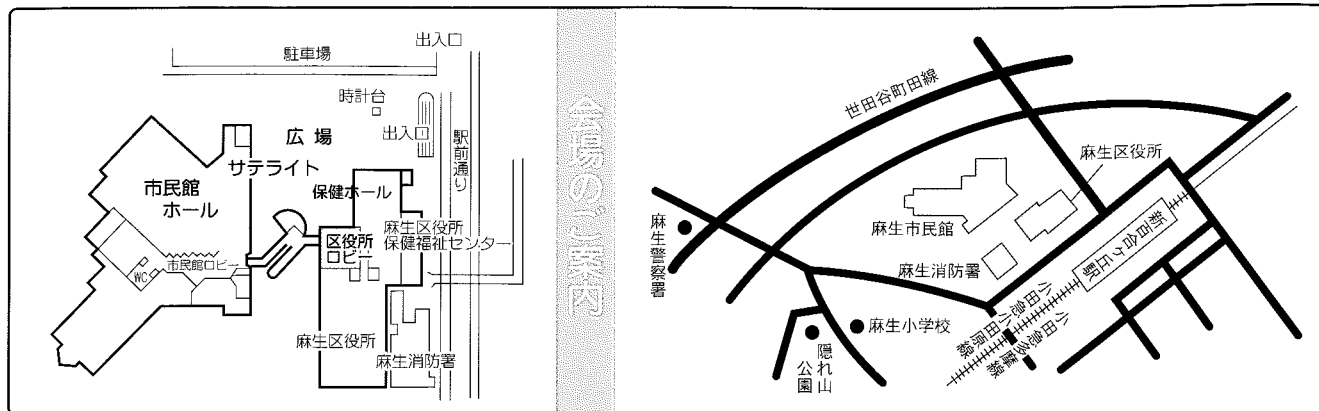 出入口
駐車場
時計台
出入口
広場
サテライト
駅前通り
市民館
ホール
保健ホール
麻生区役所
保健福祉センター
区役所
ロビー
市民館ロビー
WC
麻生区役所
麻生消防署
会場のご案内
世田谷町田線
麻生区役所
麻生市民館
新百合ケ丘駅
麻生警察署
麻生消防署
小田急小田原線
小田急多摩線
麻生小学校
隠れ山
公園